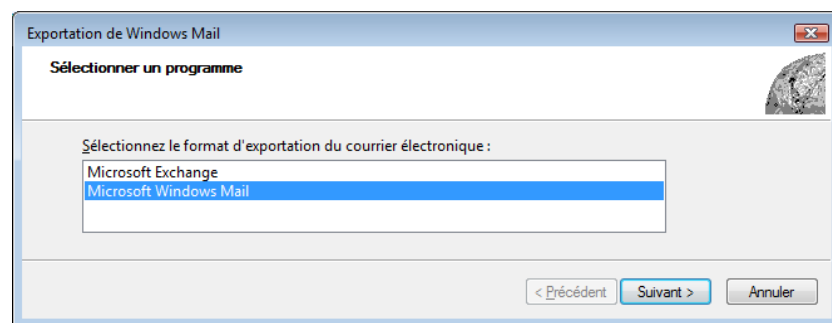 Exportation de Windows Mail
Sélectionner un programme
Sélectionnez le format d'exportation du courrier électronique :
Microsoft Exchange
Microsoft Windows Mail
< Précédent
Suivant >
Annuler